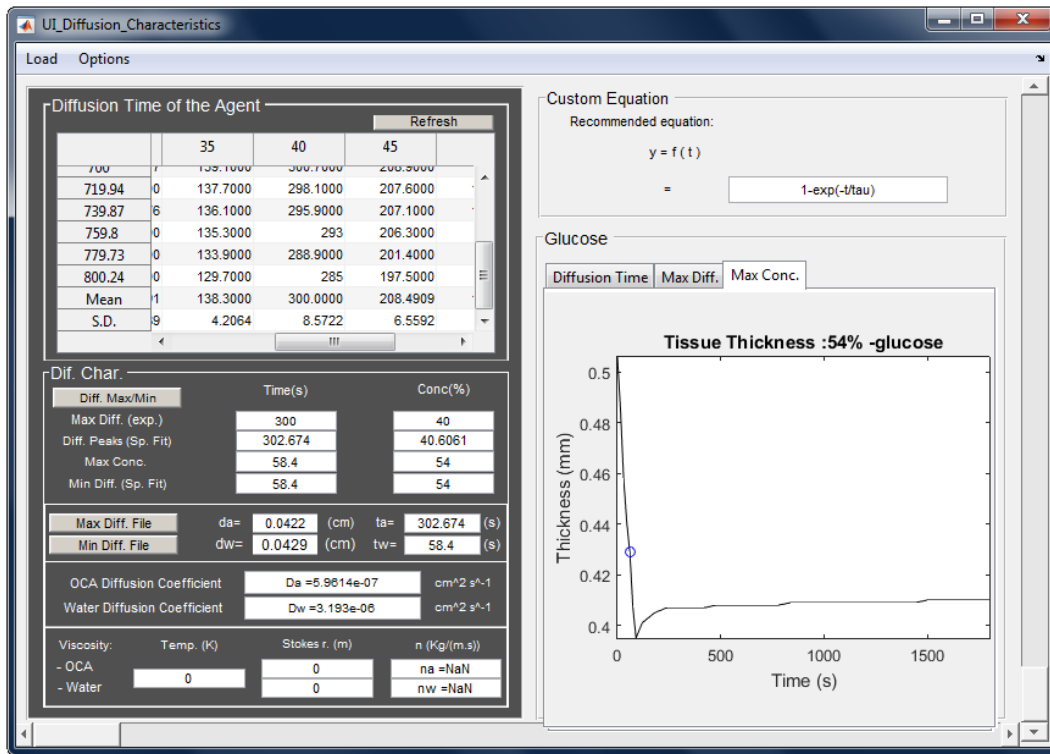 UI_Diffusion_Characteristics
Load Options
Diffusion Time of the Agent
Refresh
35 40 45
719.94 137.7000 298.1000 207.6000
739.87 136.1000 295.9000 207.1000
759.8 135.3000 293 206.3000
779.73 133.9000 288.9000 201.4000
800.24 129.7000 285 197.5000
Mean 138.3000 300.0000 208.4909
S.D. 4.2064 8.5722 6.5592
Dif. Char.
Diff. Max/Min Time(s) Conc(%)
Max Diff. (exp.) 300 40
Diff. Peaks (Sp. Fit) 302.674 40.6061
Max Conc. 58.4 54
Min Diff. (Sp. Fit) 58.4 54
Max Diff. File da= 0.0422 (cm) ta= 302.674 (s)
Min Diff. File dw= 0.0429 (cm) tw= 58.4 (s)
OCA Diffusion Coefficient Da =5.9614e-07 cm^2 s^-1
Water Diffusion Coefficient Dw =3.193e-06 cm^2 s^-1
Viscosity: Temp. (K) Stokes r. (m) n (Kg/(m.s))
- OCA 0 0 na =NaN
- Water 0 nw =NaN
Custom Equation
Recommended equation:
y = f ( t )
= 1-exp(-t/tau)
Glucose
Diffusion Time Max Diff. Max Conc.
Tissue Thickness :54% -glucose
Thickness (mm)
0.5
0.48
0.46
0.44
0.42
0.4
0 500 1000 1500
Time (s)